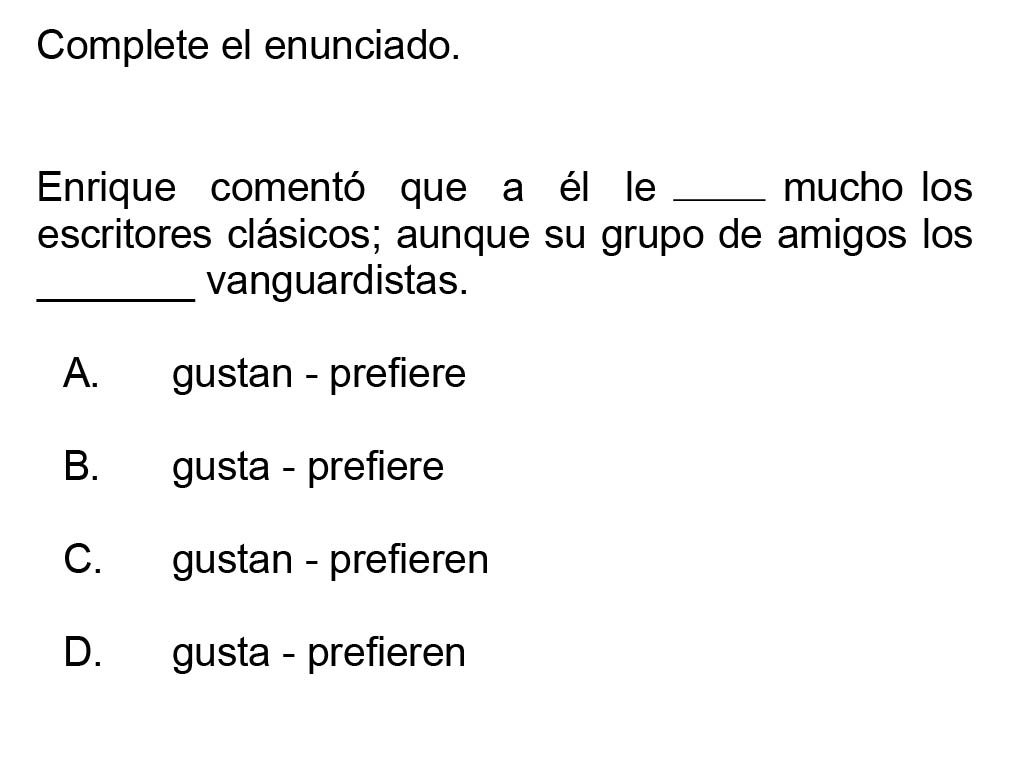 Complete el enunciado.
Enrique comentó que a él le _____ mucho los
escritores clásicos; aunque su grupo de amigos los
_______ vanguardistas.
A. gustan - prefiere
B. gusta - prefiere
C. gustan - prefieren
D. gusta - prefieren